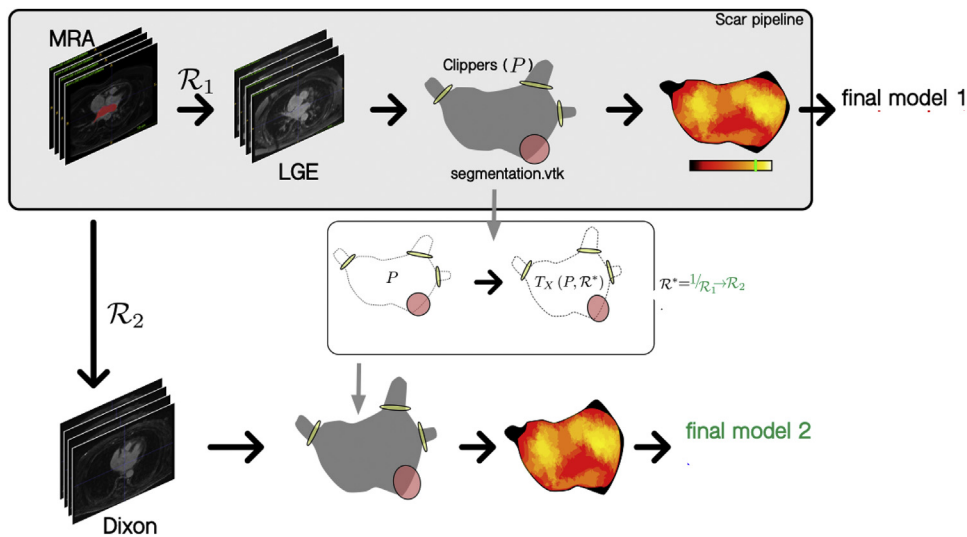 Scar pipeline
MRA
R₁
LGE
Clippers (P)
segmentation.vtk
final model 1
R₂
P
T_X (P, R*)
R*=1/R₁→R₂
Dixon
final model 2